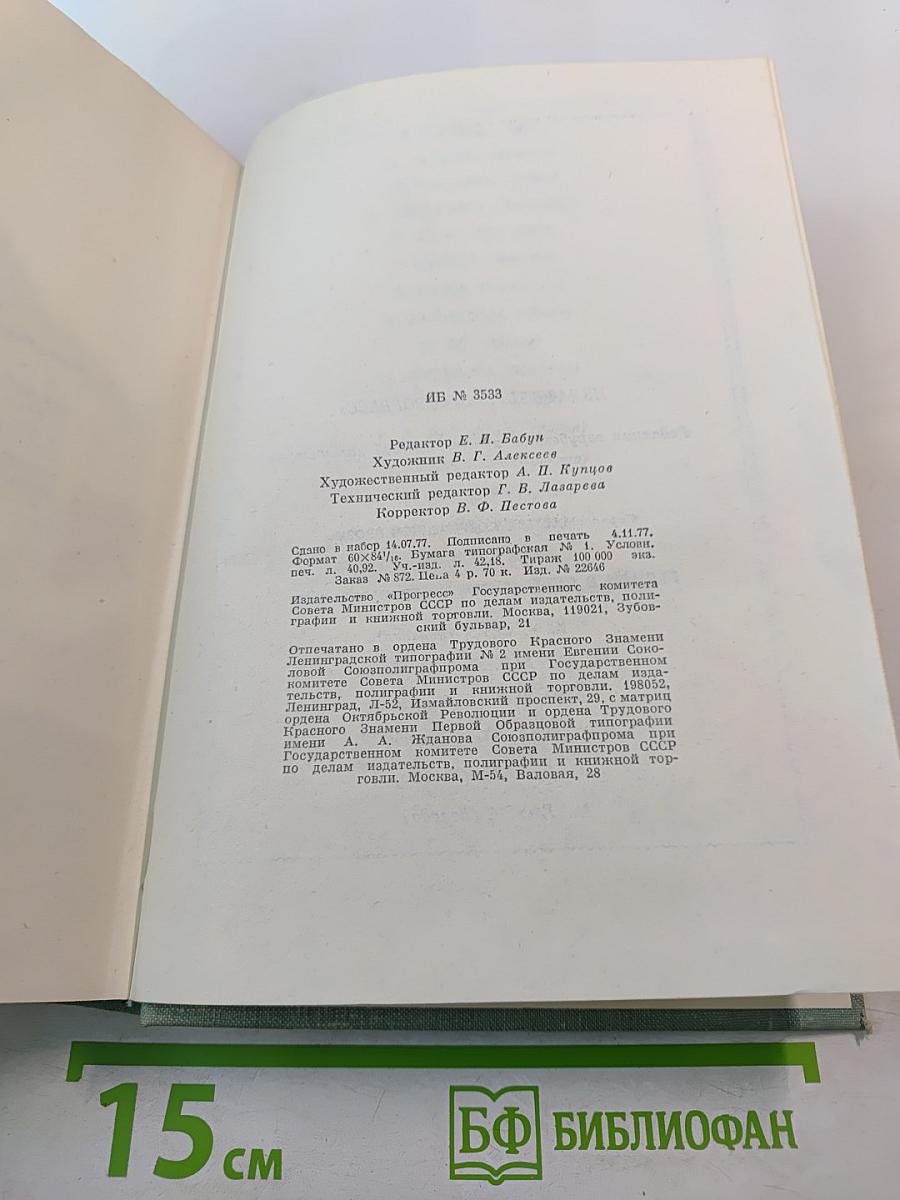 ИБ № 3533
Редактор Е. И. Бабун
Художник В. Г. Алексеев
Художественный редактор А. П. Купцов
Технический редактор Г. В. Лазарева
Корректор В. Ф. Пестова
Сдано в набор 14.07.77. Подписано в печать 4.11.77.
Формат 60×84 1/16. Бумага типографская № 1. Условн.
печ. л. 40,92. Уч.-изд. л. 42,18. Тираж 100 000 экз.
Заказ № 872. Цена 4 р. 70 к. Изд. № 22646
Издательство «Прогресс» Государственного комитета
Совета Министров СССР по делам издательств, поли-
графии и книжной торговли. Москва, 119021, Зубов-
ский бульвар, 21
Отпечатано в ордена Трудового Красного Знамени
Ленинградской типографии № 2 имени Евгении Соко-
ловой Союзполиграфпрома при Государственном
комитете Совета Министров СССР по делам изда-
тельств, полиграфии и книжной торговли. 198052,
Ленинград, Л-52, Измайловский проспект, 29, с матриц
ордена Октябрьской Революции и ордена Трудового
Красного Знамени Первой Образцовой типографии
имени А. А. Жданова Союзполиграфпрома при
Государственном комитете Совета Министров СССР
по делам издательств, полиграфии и книжной тор-
говли. Москва, М-54, Валовая, 28
15 см
БФ БИБЛИОФАН